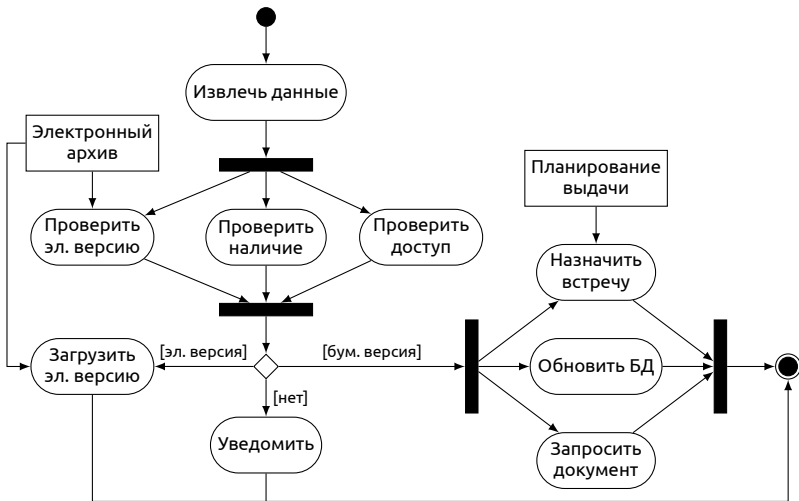 Извлечь данные
Электронный
архив
Планирование
выдачи
Проверить
эл. версию
Проверить
наличие
Проверить
доступ
Назначить
встречу
Загрузить
эл. версию
[эл. версия]
[бум. версия]
Обновить БД
[нет]
Уведомить
Запросить
документ